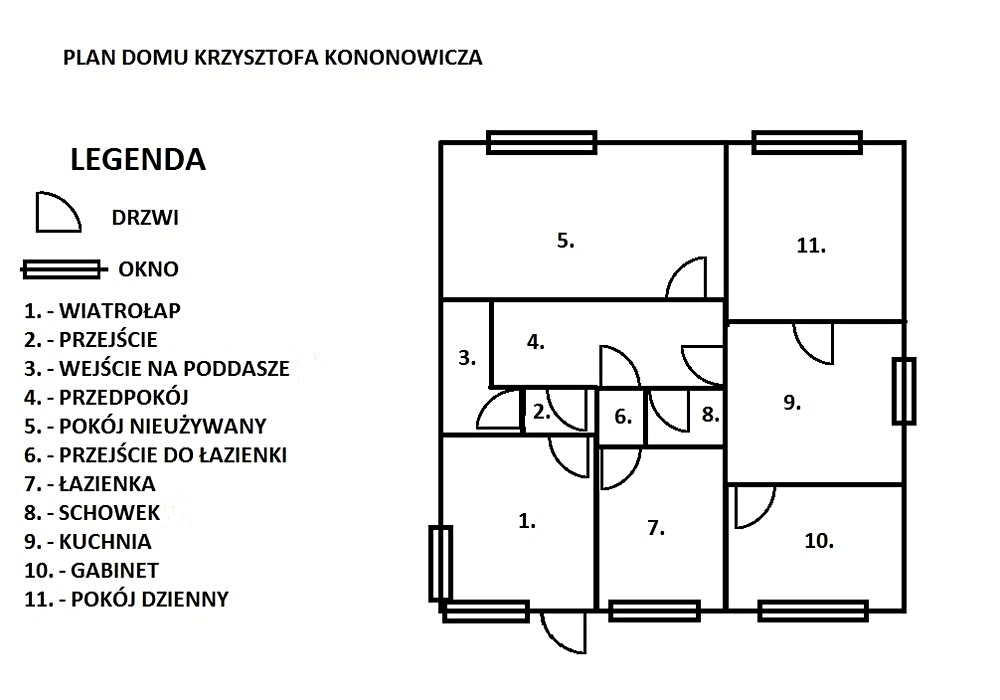 PLAN DOMU KRZYSZTOFA KONONOWICZA
LEGENDA
DRZWI
OKNO
1. - WIATROŁAP
2. - PRZEJŚCIE
3. - WEJŚCIE NA PODDASZE
4. - PRZEDPOKÓJ
5. - POKÓJ NIEUŻYWANY
6. - PRZEJŚCIE DO ŁAZIENKI
7. - ŁAZIENKA
8. - SCHOWEK
9. - KUCHNIA
10. - GABINET
11. - POKÓJ DZIENNY
5.
11.
4.
3.
9.
2.
6.
8.
1.
7.
10.